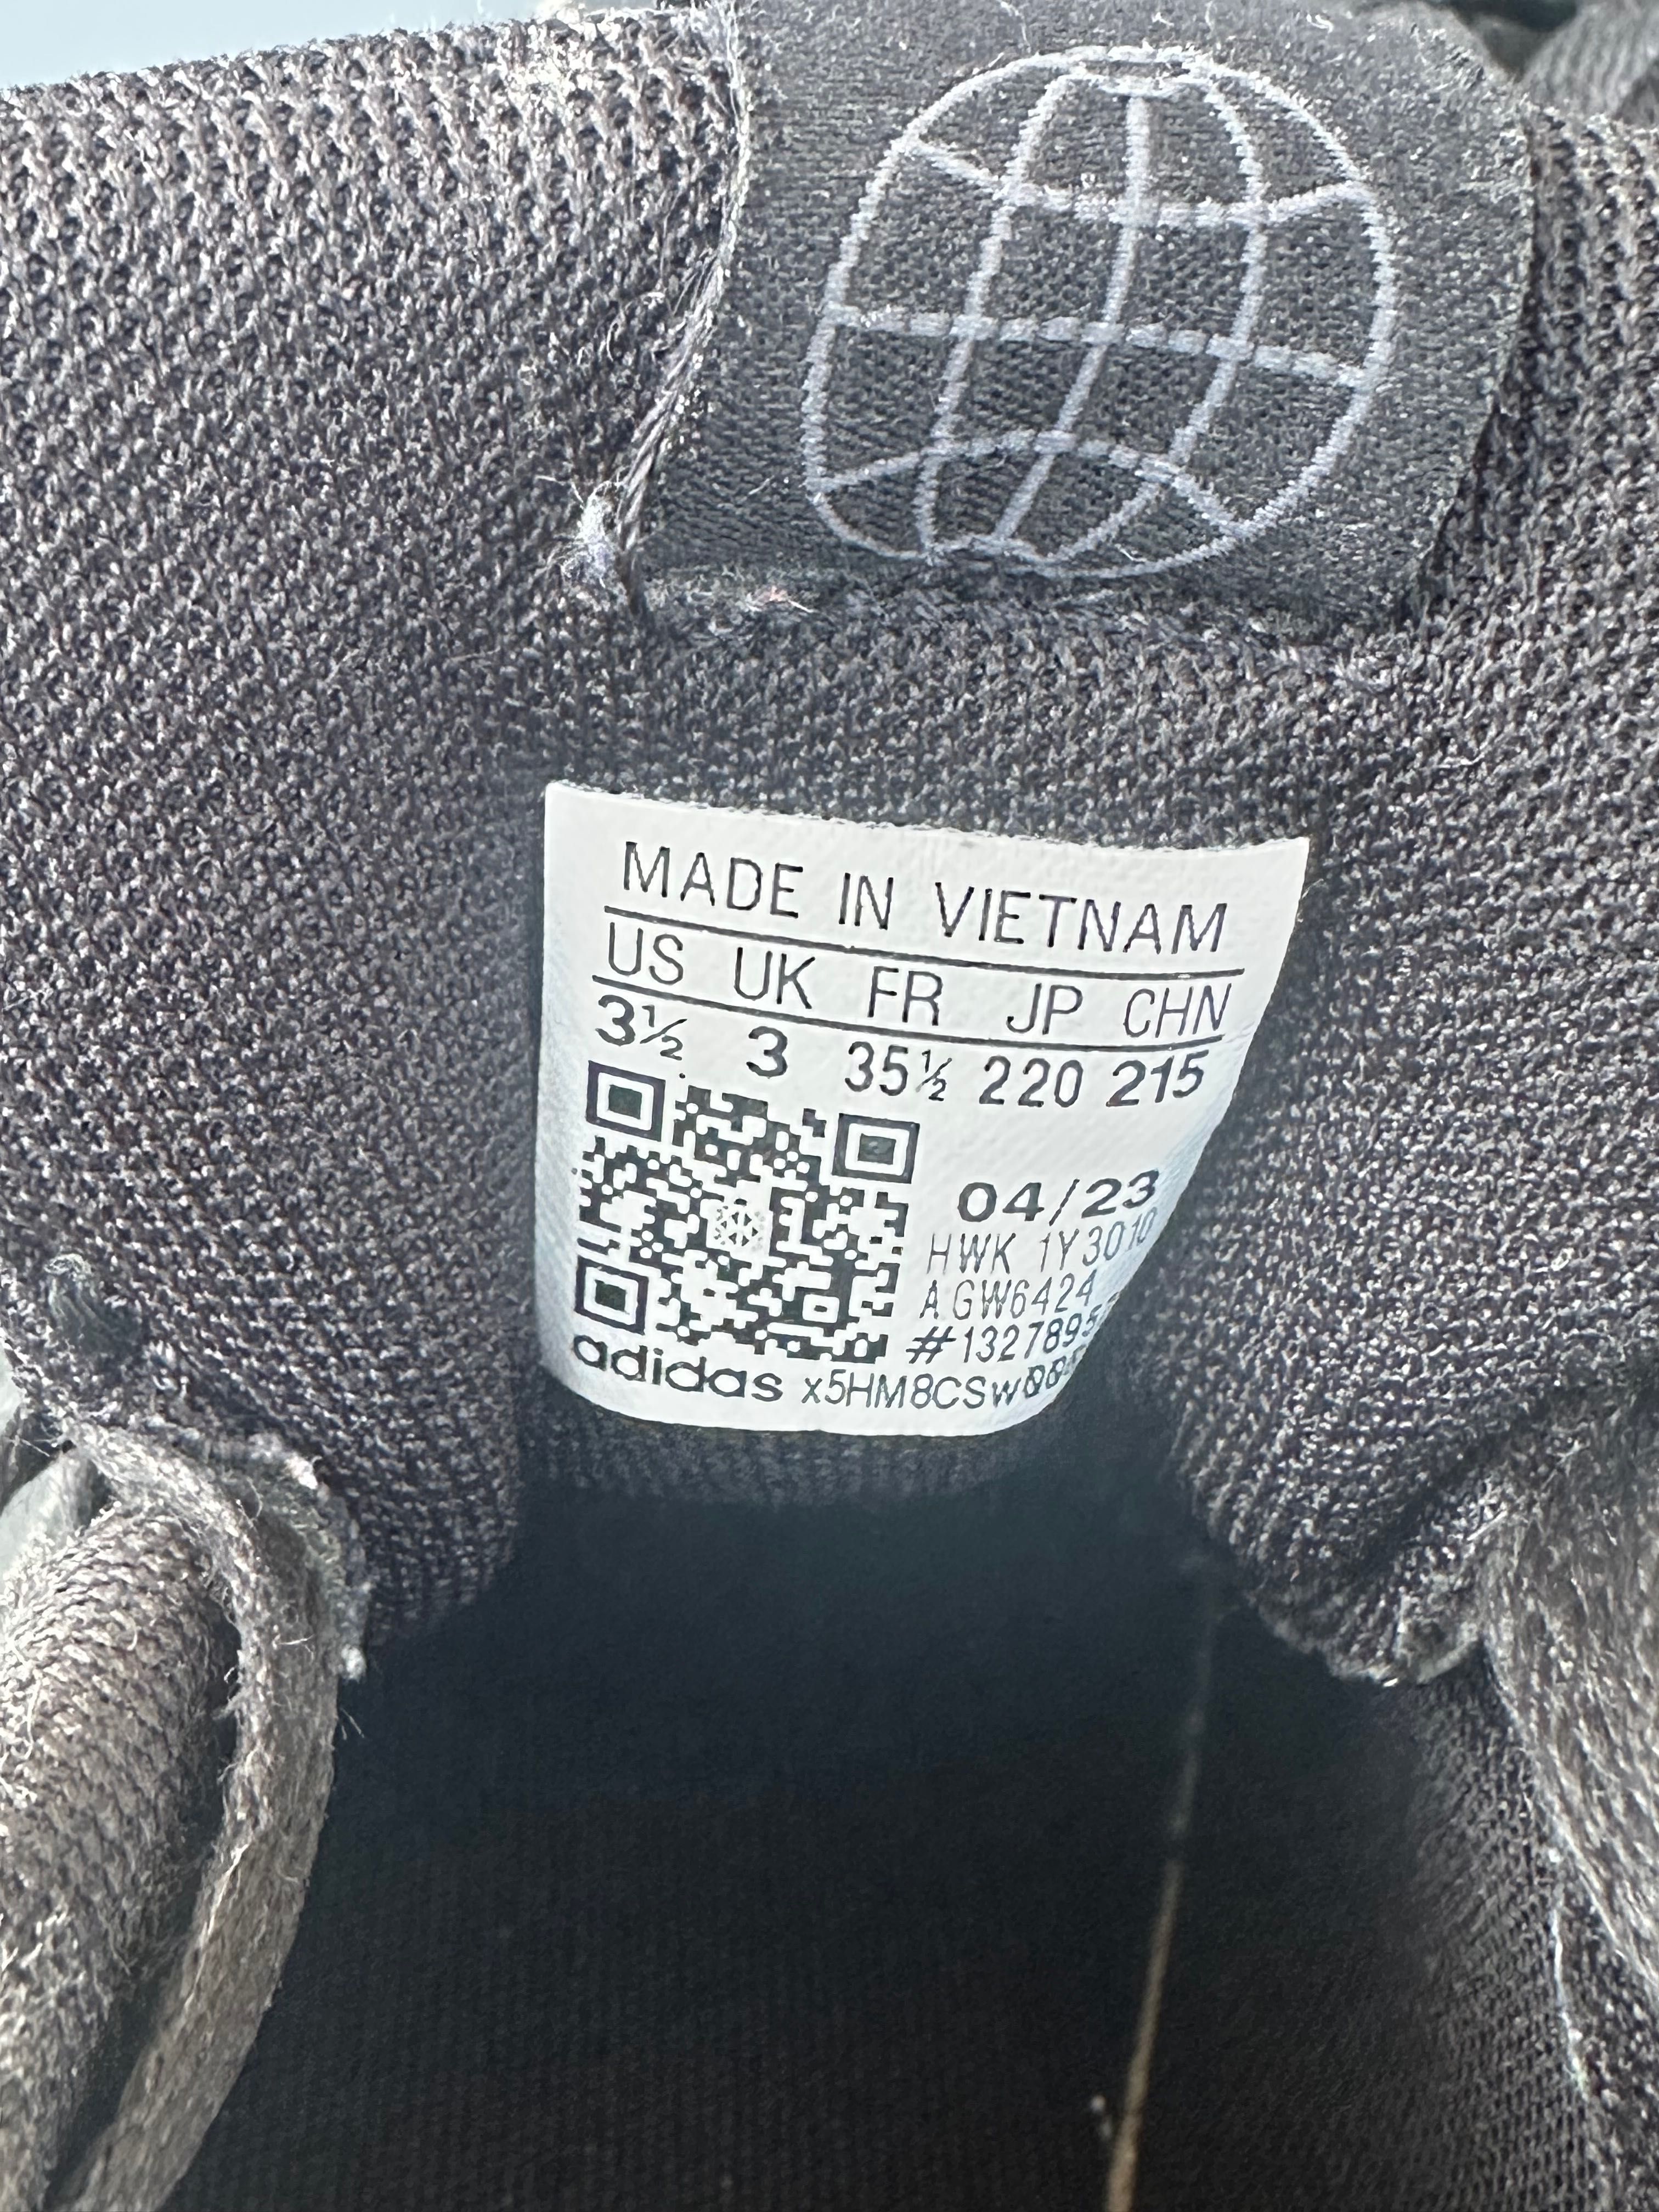 MADE IN VIETNAM
US UK FR JP CHN
3½ 3 35½ 220 215
04/23
HWK 1Y3010
A GW6424
adidas